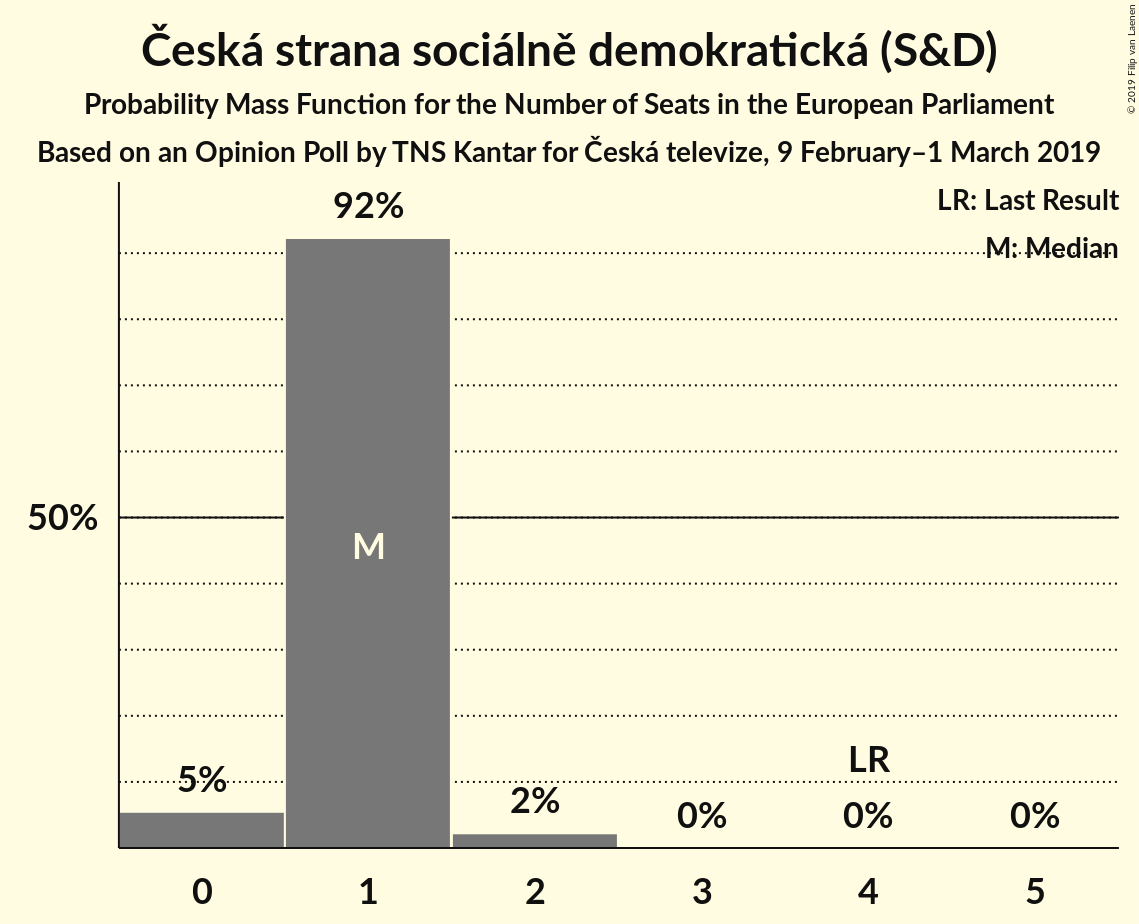 Česká strana sociálně demokratická (S&D)
Probability Mass Function for the Number of Seats in the European Parliament
Based on an Opinion Poll by TNS Kantar for Česká televize, 9 February–1 March 2019
© 2019 Filip van Laenen
LR: Last Result
M: Median
92%
50%
M
5%
2%
0%
LR
0%
0%
0 1 2 3 4 5